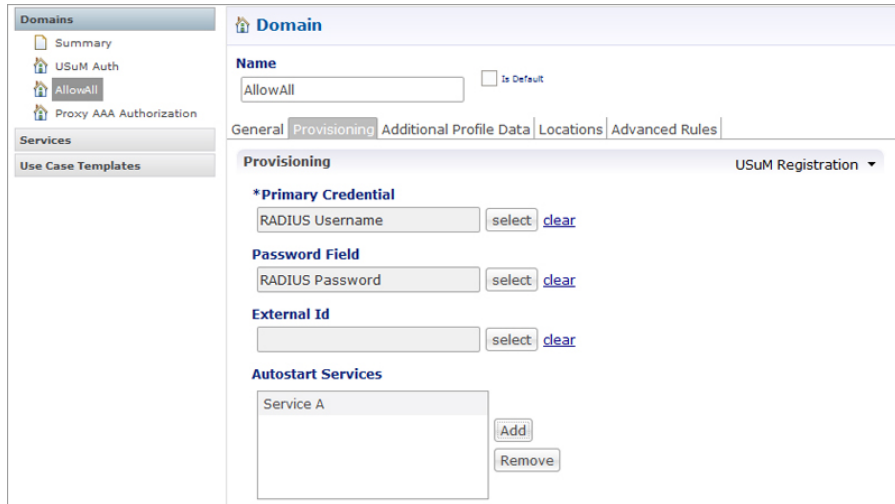 Domains
Summary
USuM Auth
AllowAll
Proxy AAA Authorization
Services
Use Case Templates
Domain
Name
AllowAll
Is Default
General Provisioning Additional Profile Data Locations Advanced Rules
Provisioning
USuM Registration
*Primary Credential
RADIUS Username select clear
Password Field
RADIUS Password select clear
External Id
select clear
Autostart Services
Service A
Add
Remove